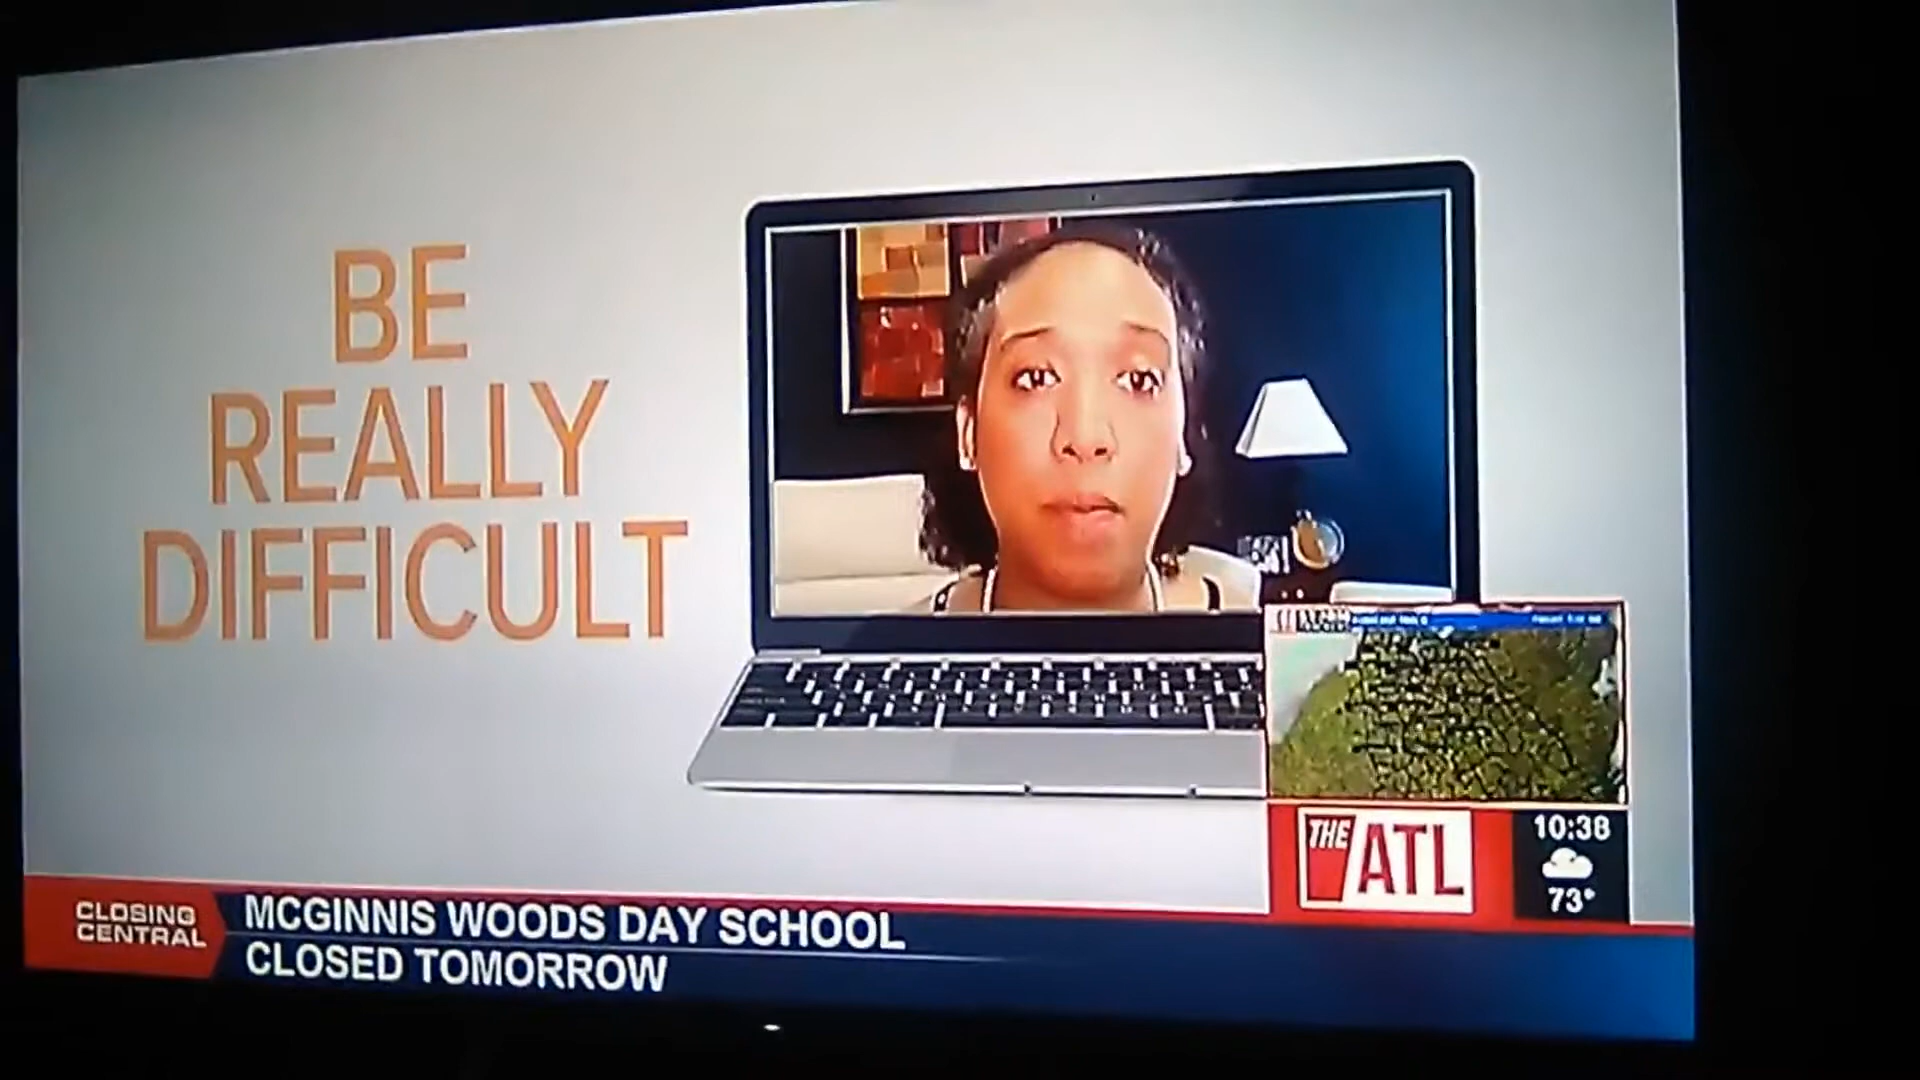 BE
REALLY
DIFFICULT
THE ATL
10:38
73°
CLOSING
CENTRAL
MCGINNIS WOODS DAY SCHOOL
CLOSED TOMORROW